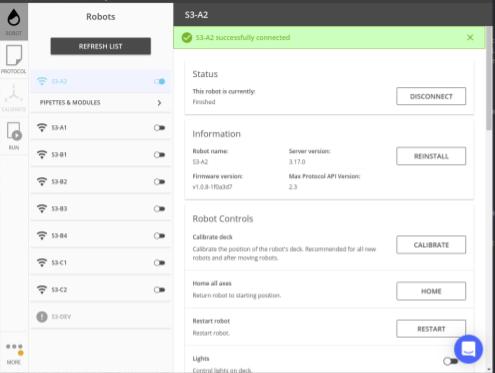 ROBOT
PROTOCOL
CALIBRATE
RUN
MORE
Robots
REFRESH LIST
S3-A2
PIPETTES & MODULES
S3-A1
S3-B1
S3-B2
S3-B3
S3-B4
S3-C1
S3-C2
S3-DEV
S3-A2
S3-A2 successfully connected
Status
This robot is currently:
Finished
DISCONNECT
Information
Robot name:
S3-A2
Server version:
3.17.0
Firmware version:
v1.0.8-1f0a3d7
Max Protocol API Version:
2.3
REINSTALL
Robot Controls
Calibrate deck
Calibrate the position of the robot's deck. Recommended for all new
robots and after moving robots.
CALIBRATE
Home all axes
Return robot to starting position.
HOME
Restart robot
Restart robot.
RESTART
Lights
Control lights on deck.